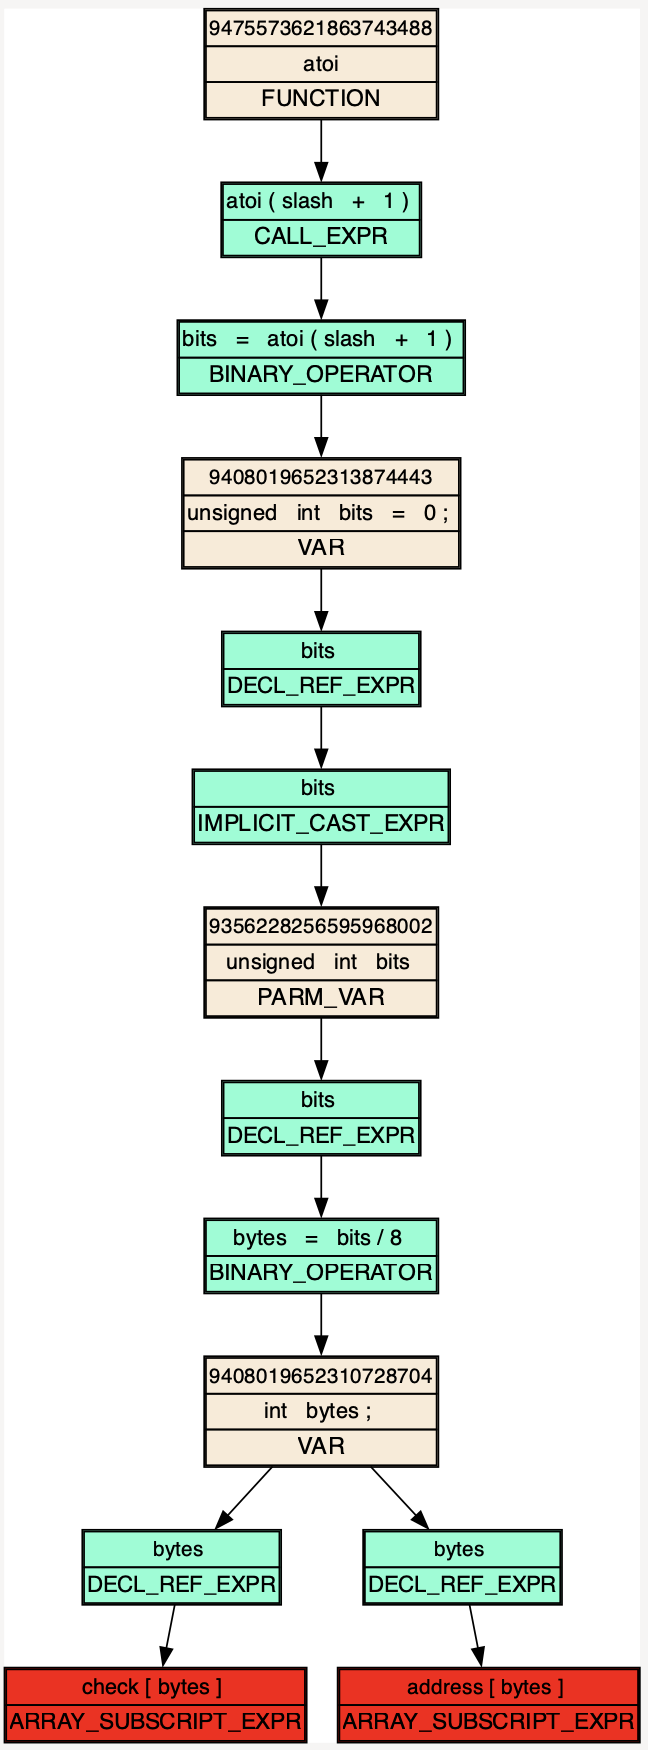 9475573621863743488
atoi
FUNCTION
atoi ( slash + 1 )
CALL_EXPR
bits = atoi ( slash + 1 )
BINARY_OPERATOR
9408019652313874443
unsigned int bits = 0 ;
VAR
bits
DECL_REF_EXPR
bits
IMPLICIT_CAST_EXPR
9356228256595968002
unsigned int bits
PARM_VAR
bits
DECL_REF_EXPR
bytes = bits / 8
BINARY_OPERATOR
9408019652310728704
int bytes ;
VAR
bytes
DECL_REF_EXPR
bytes
DECL_REF_EXPR
check [ bytes ]
ARRAY_SUBSCRIPT_EXPR
address [ bytes ]
ARRAY_SUBSCRIPT_EXPR